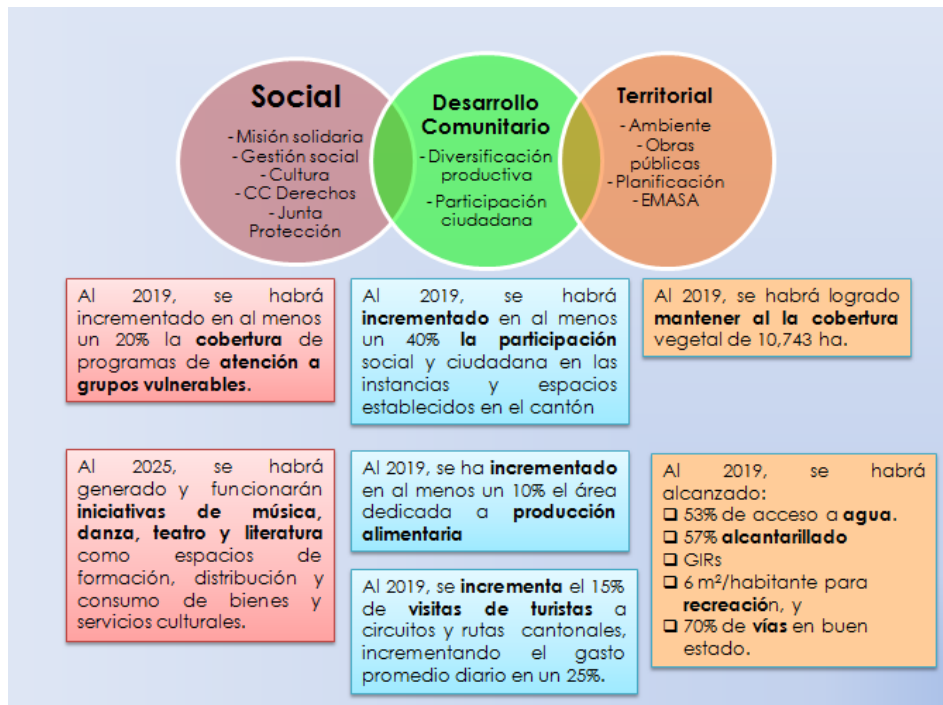 Social
- Misión solidaria
- Gestión social
- Cultura
- CC Derechos
- Junta
Protección
Desarrollo
Comunitario
- Diversificación
productiva
- Participación
ciudadana
Territorial
- Ambiente
- Obras
públicas
- Planificación
- EMASA
Al 2019, se habrá
incrementado en al menos
un 20% la cobertura de
programas de atención a
grupos vulnerables.
Al 2019, se habrá
incrementado en al menos
un 40% la participación
social y ciudadana en las
instancias y espacios
establecidos en el cantón
Al 2019, se habrá logrado
mantener al la cobertura
vegetal de 10,743 ha.
Al 2025, se habrá
generado y funcionarán
iniciativas de música,
danza, teatro y literatura
como espacios de
formación, distribución y
consumo de bienes y
servicios culturales.
Al 2019, se ha incrementado
en al menos un 10% el área
dedicada a producción
alimentaria
Al 2019, se incrementa el 15%
de visitas de turistas a
circuitos y rutas cantonales,
incrementando el gasto
promedio diario en un 25%.
Al 2019, se habrá
alcanzado:
❑ 53% de acceso a agua.
❑ 57% alcantarillado
❑ GIRs
❑ 6 m²/habitante para
recreación, y
❑ 70% de vías en buen
estado.